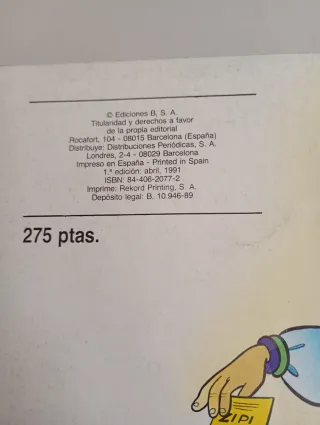 © Ediciones B, S. A.
Titularidad y derechos a favor
de la propia editorial
Rocafort, 104 - 08015 Barcelona (España)
Distribuye: Distribuciones Periódicas, S. A.
Londres, 2-4 - 08029 Barcelona
Impreso en España - Printed in Spain
1.ª edición: abril, 1991
ISBN: 84-406-2077-2
Imprime: Rekord Printing, S. A.
Depósito legal: B. 10.946-89
275 ptas.
ZIPI